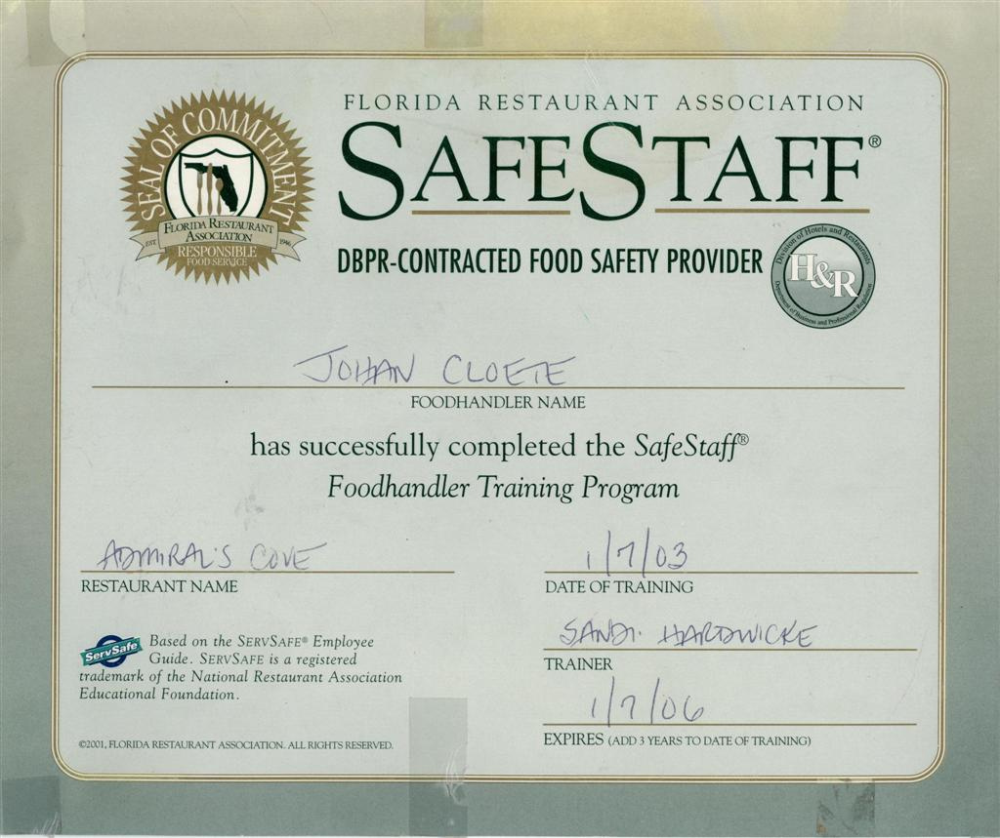 FLORIDA RESTAURANT ASSOCIATION
SAFESTAFF®
SEAL OF COMMITMENT
FLORIDA RESTAURANT
ASSOCIATION
EST 1946
RESPONSIBLE
FOOD SERVICE
DBPR-CONTRACTED FOOD SAFETY PROVIDER
Division of Hotels and Restaurants
H&R
Department of Business and Professional Regulation
JOHAN CLOETE
FOODHANDLER NAME
has successfully completed the SafeStaff®
Foodhandler Training Program
ADMIRAL'S COVE
RESTAURANT NAME
1/7/03
DATE OF TRAINING
ServSafe
Based on the SERVSAFE® Employee
Guide. SERVSAFE is a registered
trademark of the National Restaurant Association
Educational Foundation.
SANDI HARDWICKE
TRAINER
1/7/06
EXPIRES (ADD 3 YEARS TO DATE OF TRAINING)
©2001, FLORIDA RESTAURANT ASSOCIATION. ALL RIGHTS RESERVED.